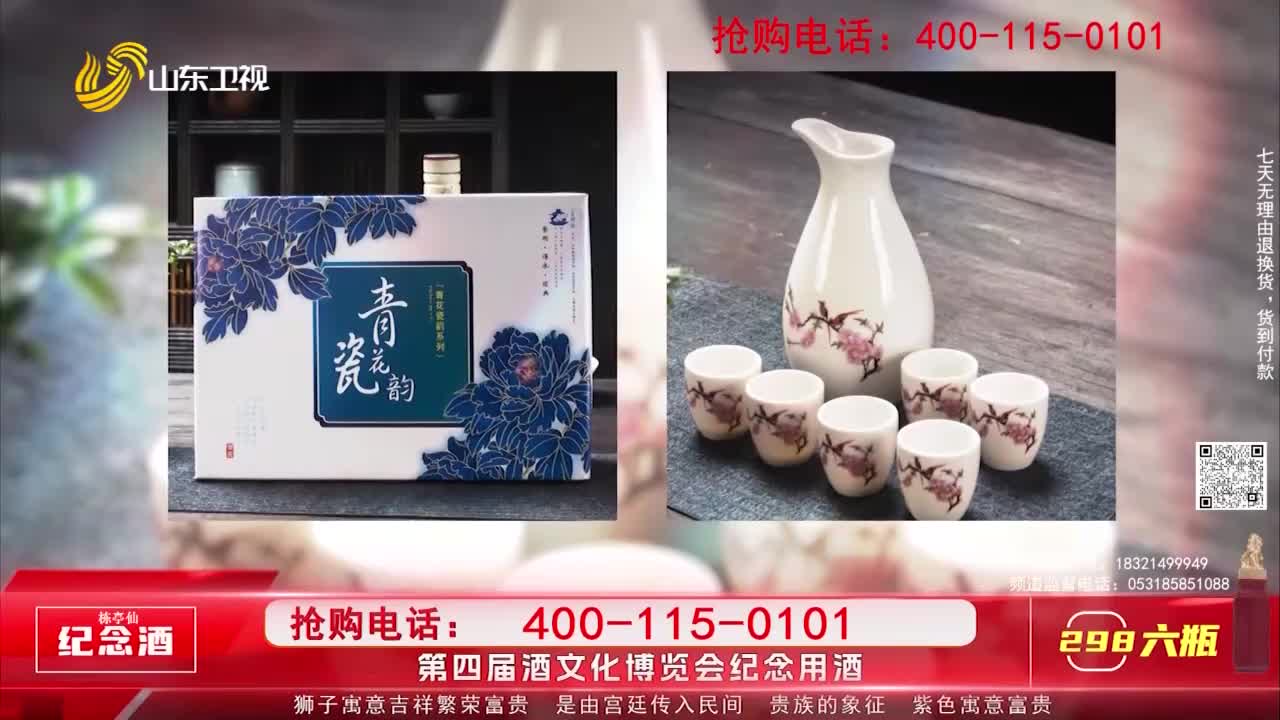 抢购电话：400-115-0101
山东卫视
七天无理由退换货，货到付款
青花瓷韵
「青花瓷韵系列」
18321499949
频道监督电话：053185851088
栋亭仙
纪念酒
抢购电话： 400-115-0101
第四届酒文化博览会纪念用酒
298六瓶
狮子寓意吉祥繁荣富贵 是由宫廷传入民间 贵族的象征 紫色寓意富贵